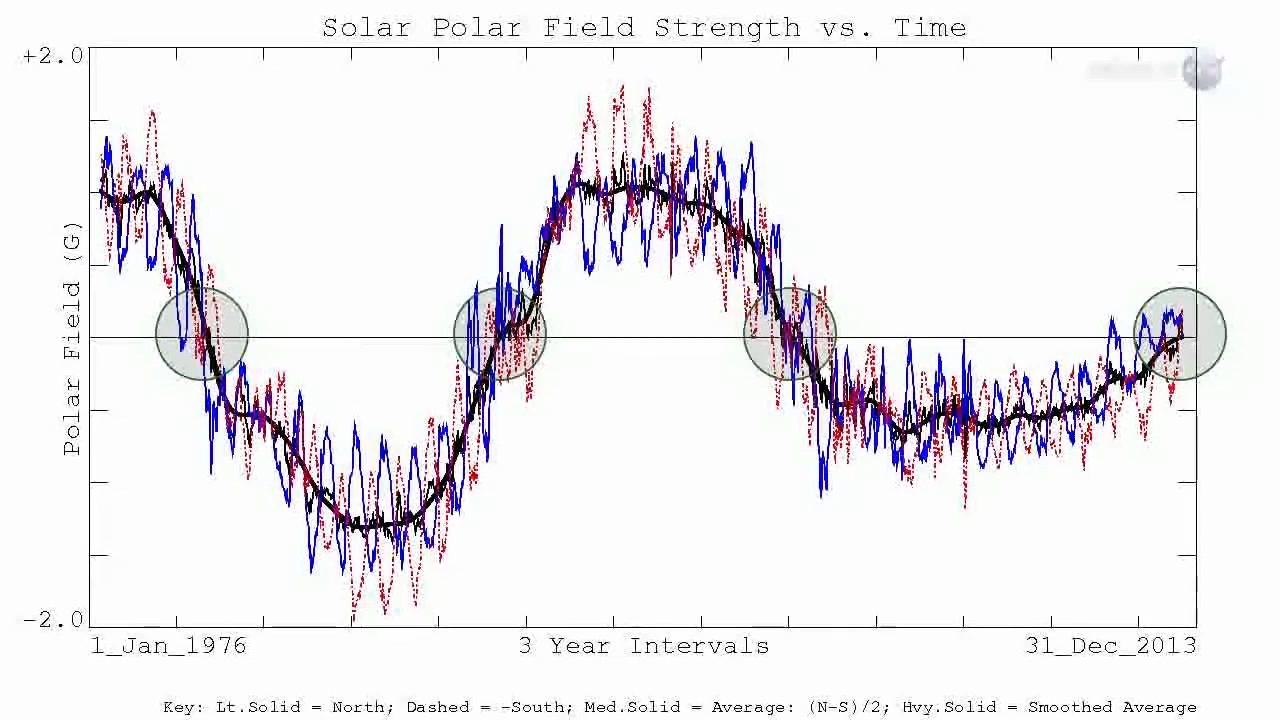 Solar Polar Field Strength vs. Time
+2.0
Polar Field (G)
-2.0
1_Jan_1976
3 Year Intervals
31_Dec_2013
Key: Lt.Solid = North; Dashed = -South; Med.Solid = Average: (N-S)/2; Hvy.Solid = Smoothed Average